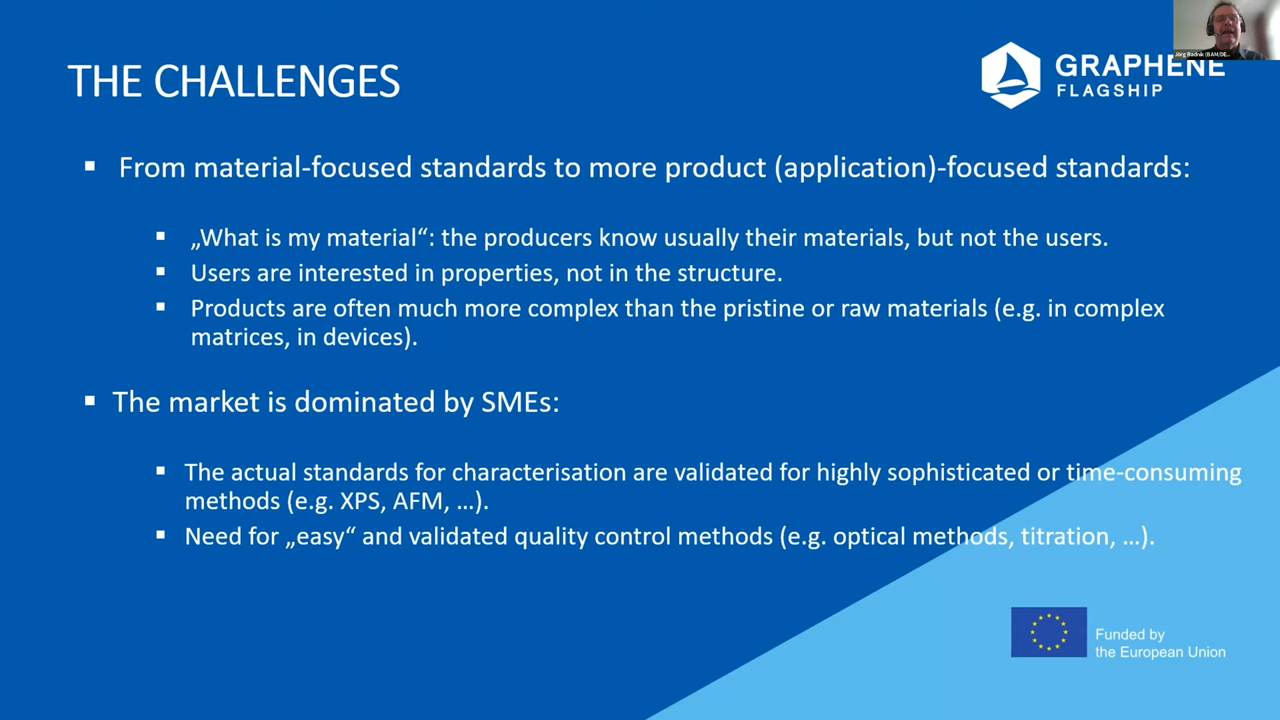 THE CHALLENGES
GRAPHENE
FLAGSHIP
▪ From material-focused standards to more product (application)-focused standards:
▪ „What is my material“: the producers know usually their materials, but not the users.
▪ Users are interested in properties, not in the structure.
▪ Products are often much more complex than the pristine or raw materials (e.g. in complex
matrices, in devices).
▪ The market is dominated by SMEs:
▪ The actual standards for characterisation are validated for highly sophisticated or time-consuming
methods (e.g. XPS, AFM, …).
▪ Need for „easy“ and validated quality control methods (e.g. optical methods, titration, …).
Funded by
the European Union